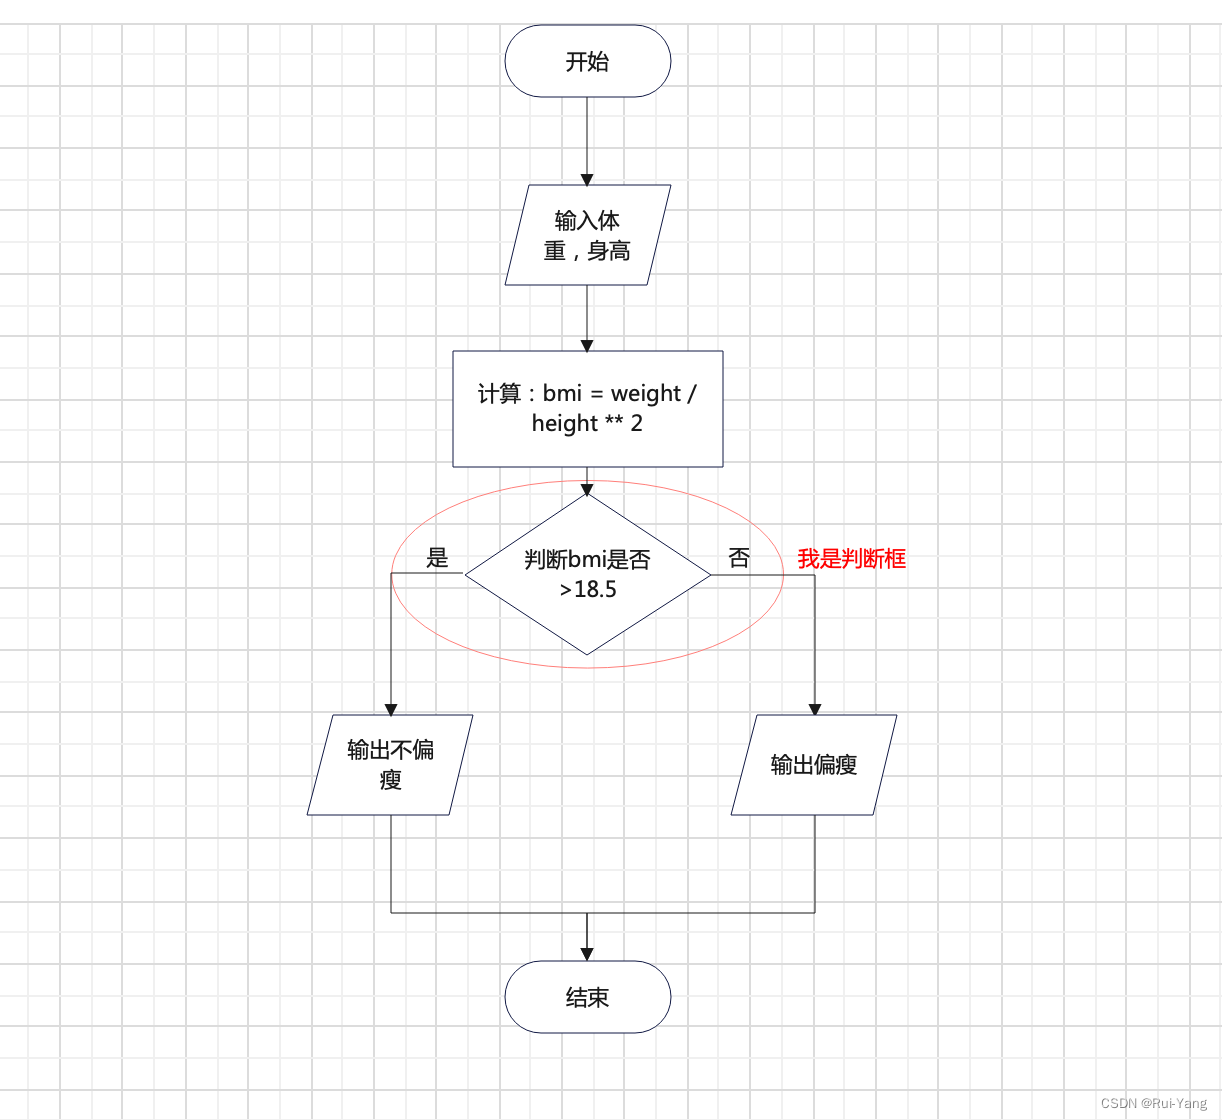 开始
输入体
重，身高
计算：bmi = weight /
height ** 2
是
判断bmi是否
>18.5
否
我是判断框
输出不偏
瘦
输出偏瘦
结束
CSDN @Rui-Yang